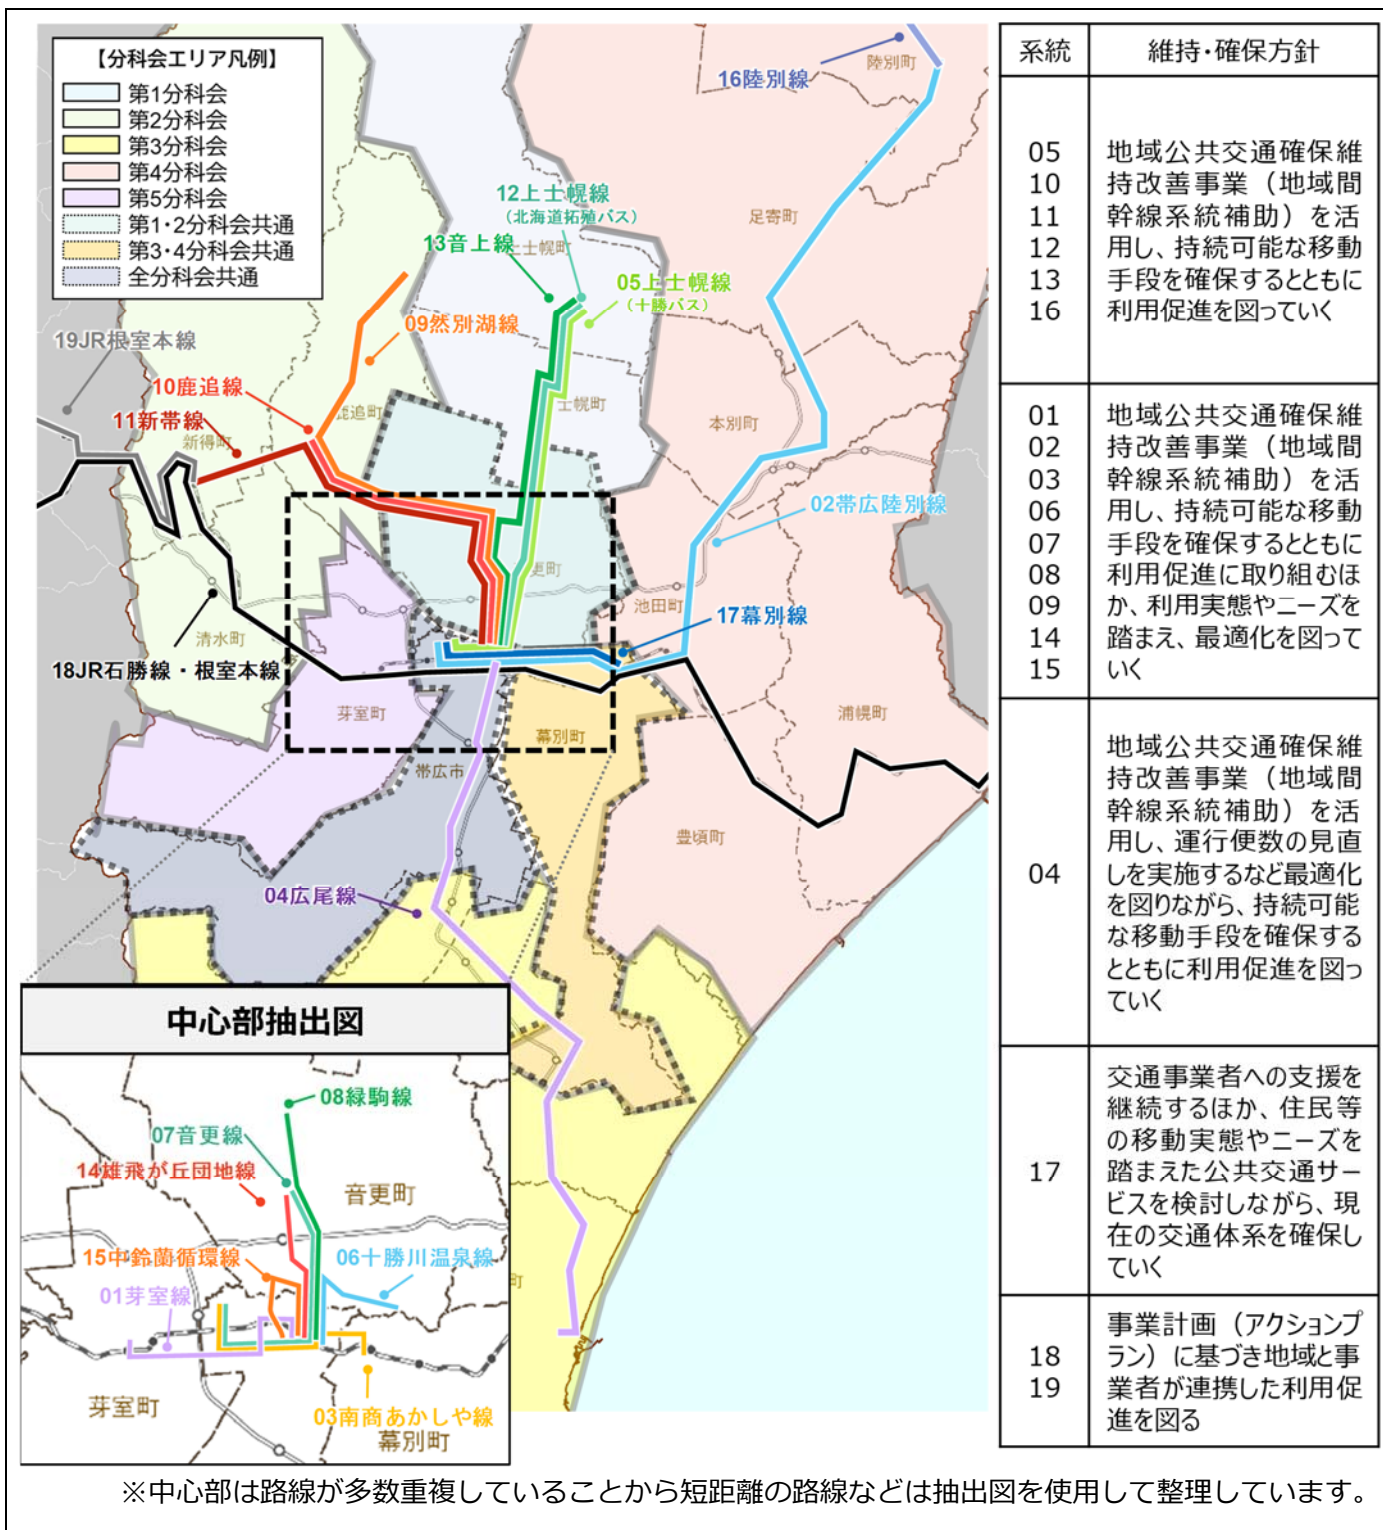 【分科会エリア凡例】
第1分科会
第2分科会
第3分科会
第4分科会
第5分科会
第1・2分科会共通
第3・4分科会共通
全分科会共通
16陸別線
陸別町
12上士幌線
（北海道拓殖バス）
足寄町
13音上線
上士幌町
05上士幌線
（十勝バス）
09然別湖線
19JR根室本線
10鹿追線
鹿追町
士幌町
11新帯線
新得町
本別町
02帯広陸別線
更町
池田町
17幕別線
清水町
18JR石勝線・根室本線
芽室町
幕別町
浦幌町
帯広市
豊頃町
04広尾線
町
中心部抽出図
08緑駒線
07音更線
14雄飛が丘団地線
音更町
15中鈴蘭循環線
06十勝川温泉線
01芽室線
芽室町
03南商あかしや線
幕別町
系統
維持・確保方針
05
10
11
12
13
16
地域公共交通確保維
持改善事業（地域間
幹線系統補助）を活
用し、持続可能な移動
手段を確保するとともに
利用促進を図っていく
01
02
03
06
07
08
09
14
15
地域公共交通確保維
持改善事業（地域間
幹線系統補助）を活
用し、持続可能な移動
手段を確保するとともに
利用促進に取り組むほ
か、利用実態やニーズを
踏まえ、最適化を図って
いく
04
地域公共交通確保維
持改善事業（地域間
幹線系統補助）を活
用し、運行便数の見直
しを実施するなど最適化
を図りながら、持続可能
な移動手段を確保する
とともに利用促進を図っ
ていく
17
交通事業者への支援を
継続するほか、住民等
の移動実態やニーズを
踏まえた公共交通サー
ビスを検討しながら、現
在の交通体系を確保し
ていく
18
19
事業計画（アクションプ
ラン）に基づき地域と事
業者が連携した利用促
進を図る
※中心部は路線が多数重複していることから短距離の路線などは抽出図を使用して整理しています。